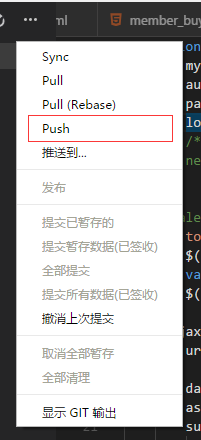 member_buy
Sync
Pull
Pull (Rebase)
Push
推送到...
发布
提交已暂存的
提交暂存数据(已签收)
全部提交
提交所有数据(已签收)
撤消上次提交
取消全部暂存
全部清理
显示 GIT 输出
21